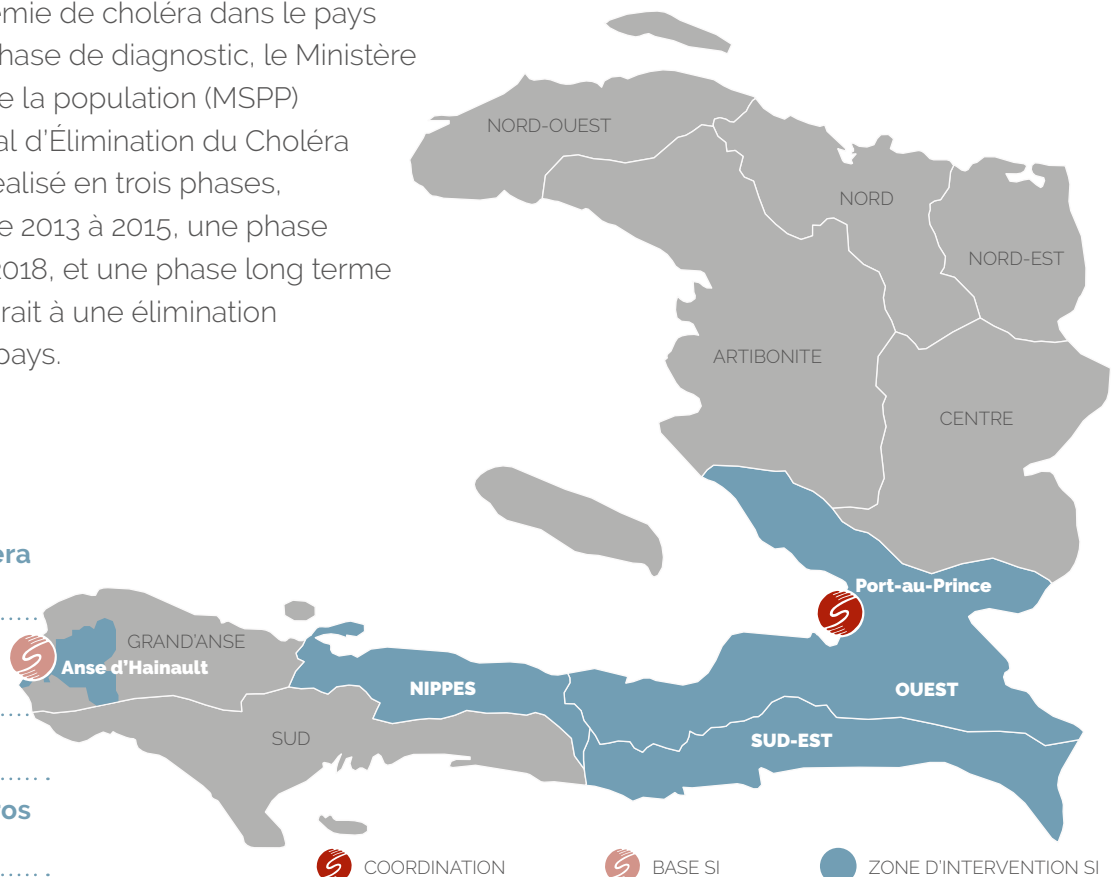 émie de choléra dans le pays
hase de diagnostic, le Ministère
e la population (MSPP)
al d'Élimination du Choléra
éalisé en trois phases,
e 2013 à 2015, une phase
2018, et une phase long terme
rait à une élimination
pays.
NORD-OUEST
NORD
NORD-EST
ARTIBONITE
CENTRE
éra
Port-au-Prince
GRAND'ANSE
Anse d'Hainault
NIPPES
OUEST
SUD
SUD-EST
ros
COORDINATION
BASE SI
ZONE D'INTERVENTION SI